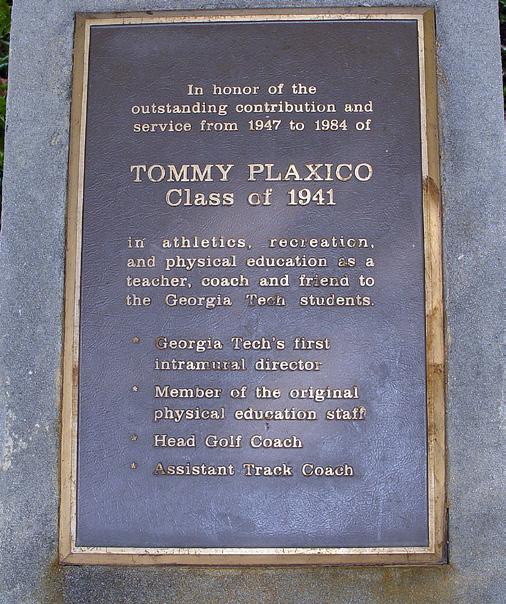 In honor of the
outstanding contribution and
service from 1947 to 1984 of
TOMMY PLAXICO
Class of 1941
in athletics, recreation,
and physical education as a
teacher, coach and friend to
the Georgia Tech students.
* Georgia Tech's first
intramural director
* Member of the original
physical education staff
* Head Golf Coach
* Assistant Track Coach